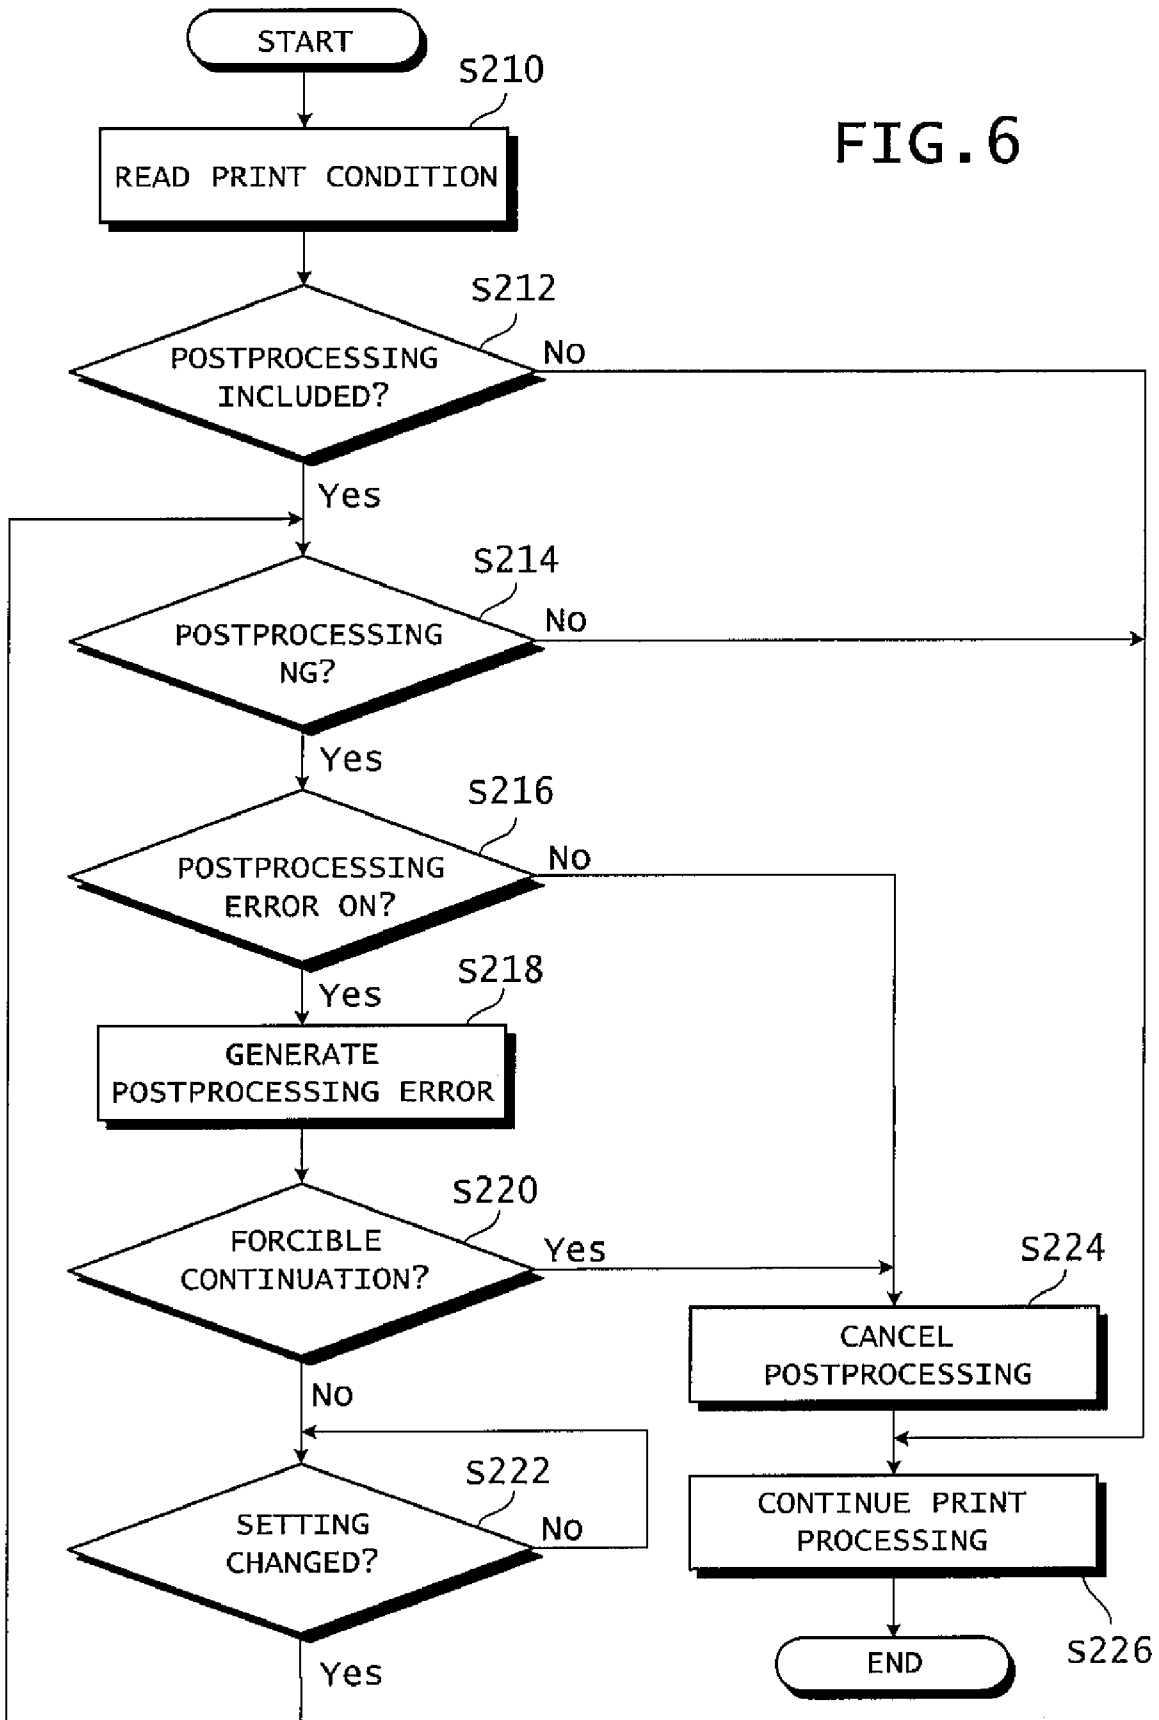 START
S210
FIG.6
READ PRINT CONDITION
S212
POSTPROCESSING
INCLUDED?
No
Yes
S214
POSTPROCESSING
NG?
No
Yes
S216
POSTPROCESSING
ERROR ON?
No
Yes
S218
GENERATE
POSTPROCESSING ERROR
S220
FORCIBLE
CONTINUATION?
Yes
No
S224
CANCEL
POSTPROCESSING
S222
SETTING
CHANGED?
No
Yes
CONTINUE PRINT
PROCESSING
S226
END